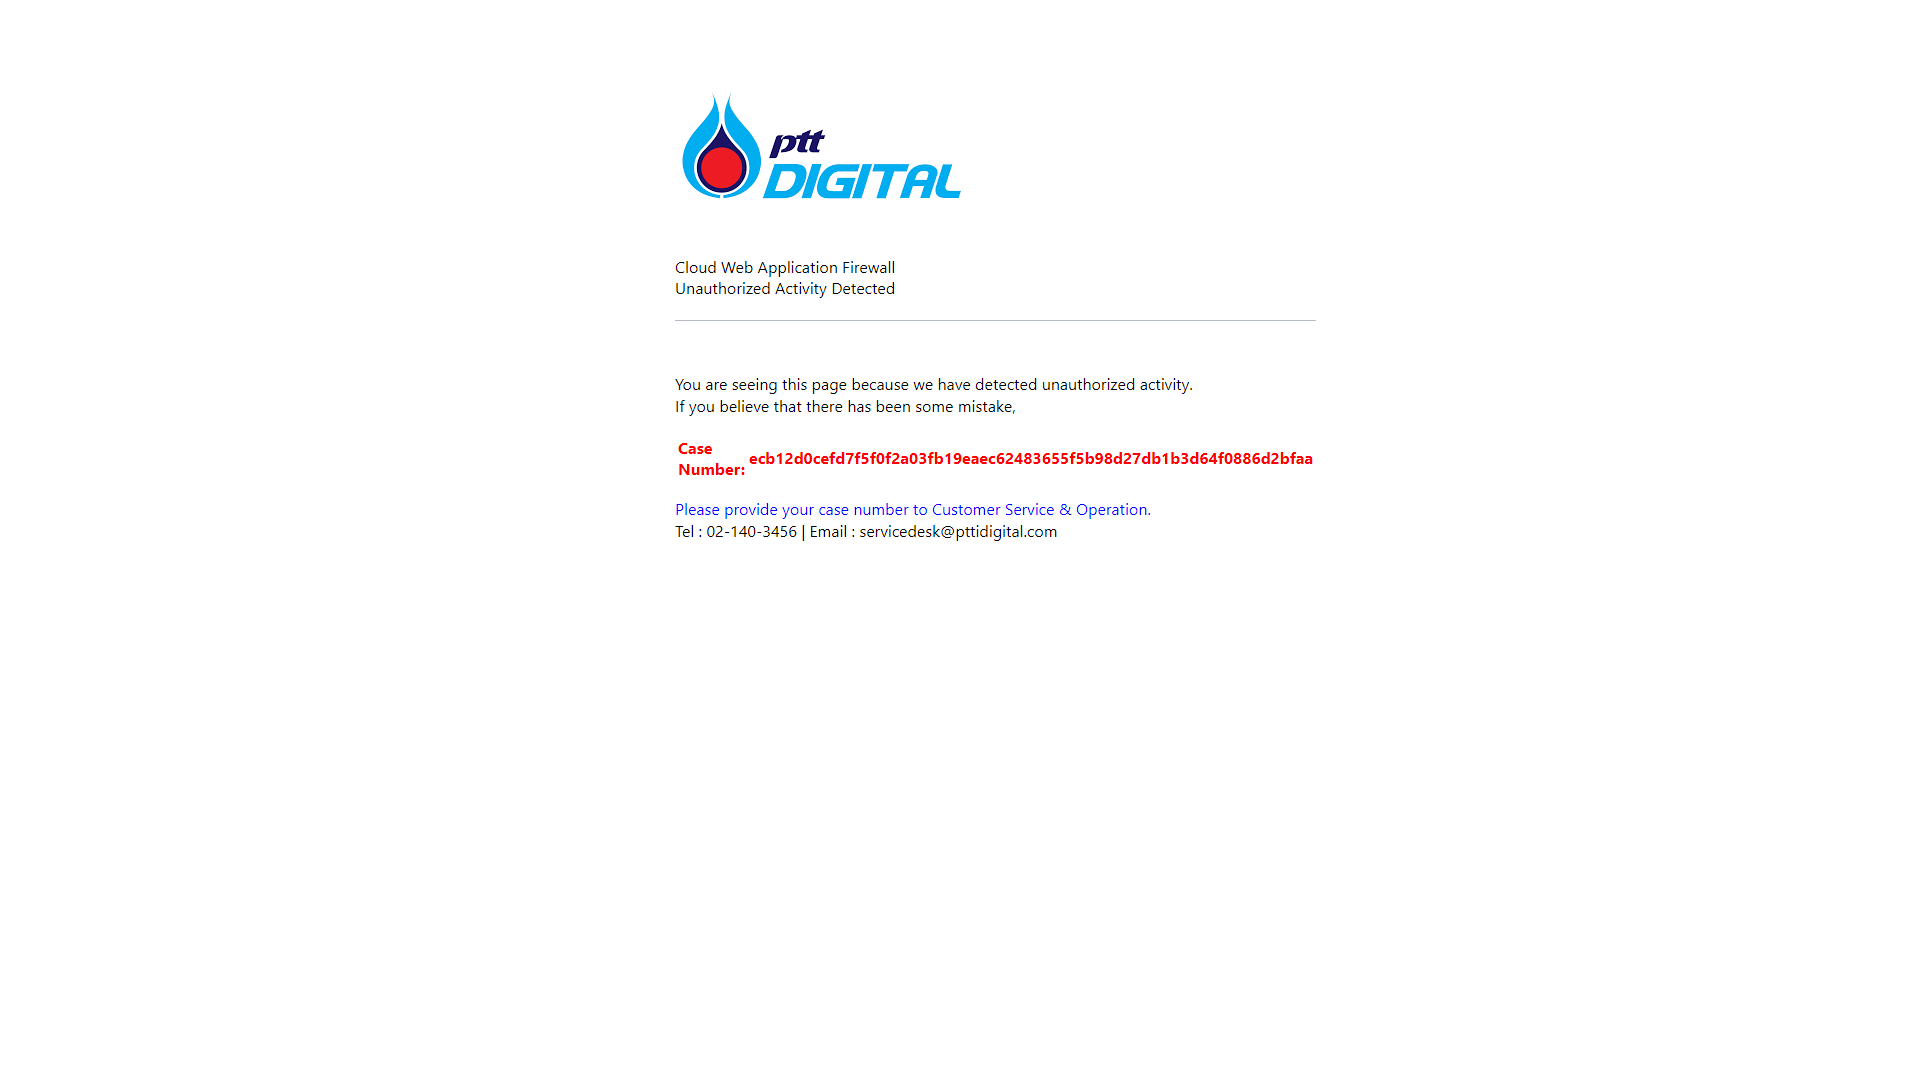 ptt
DIGITAL
Cloud Web Application Firewall
Unauthorized Activity Detected
You are seeing this page because we have detected unauthorized activity.
If you believe that there has been some mistake,
Case
Number: ecb12d0cefd7f5f0f2a03fb19eaec62483655f5b98d27db1b3d64f0886d2bfaa
Please provide your case number to Customer Service & Operation.
Tel : 02-140-3456 | Email : servicedesk@pttidigital.com